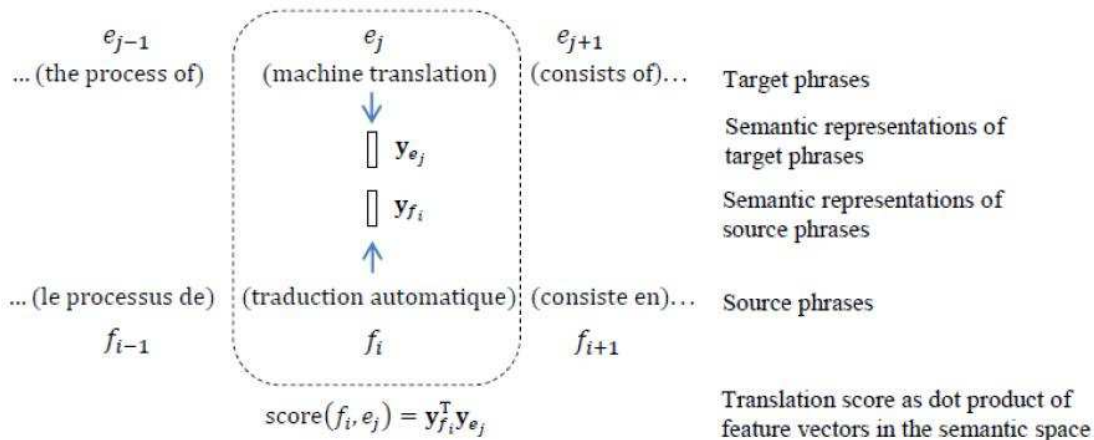 e_{j−1} e_j e_{j+1}
... (the process of) (machine translation) (consists of)... Target phrases
Semantic representations of
target phrases
y_{e_j}
Semantic representations of
source phrases
y_{f_i}
... (le processus de) (traduction automatique) (consiste en)... Source phrases
f_{i−1} f_i f_{i+1}
score(f_i, e_j) = y_{f_i}^T y_{e_j}
Translation score as dot product of
feature vectors in the semantic space